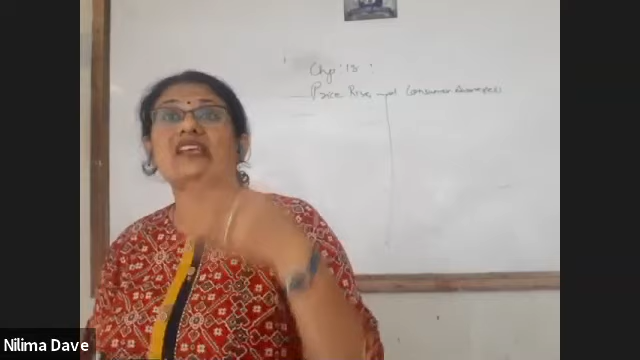 Chp: 13 :
Price Rise and Consumer Awareness
Nilima Dave